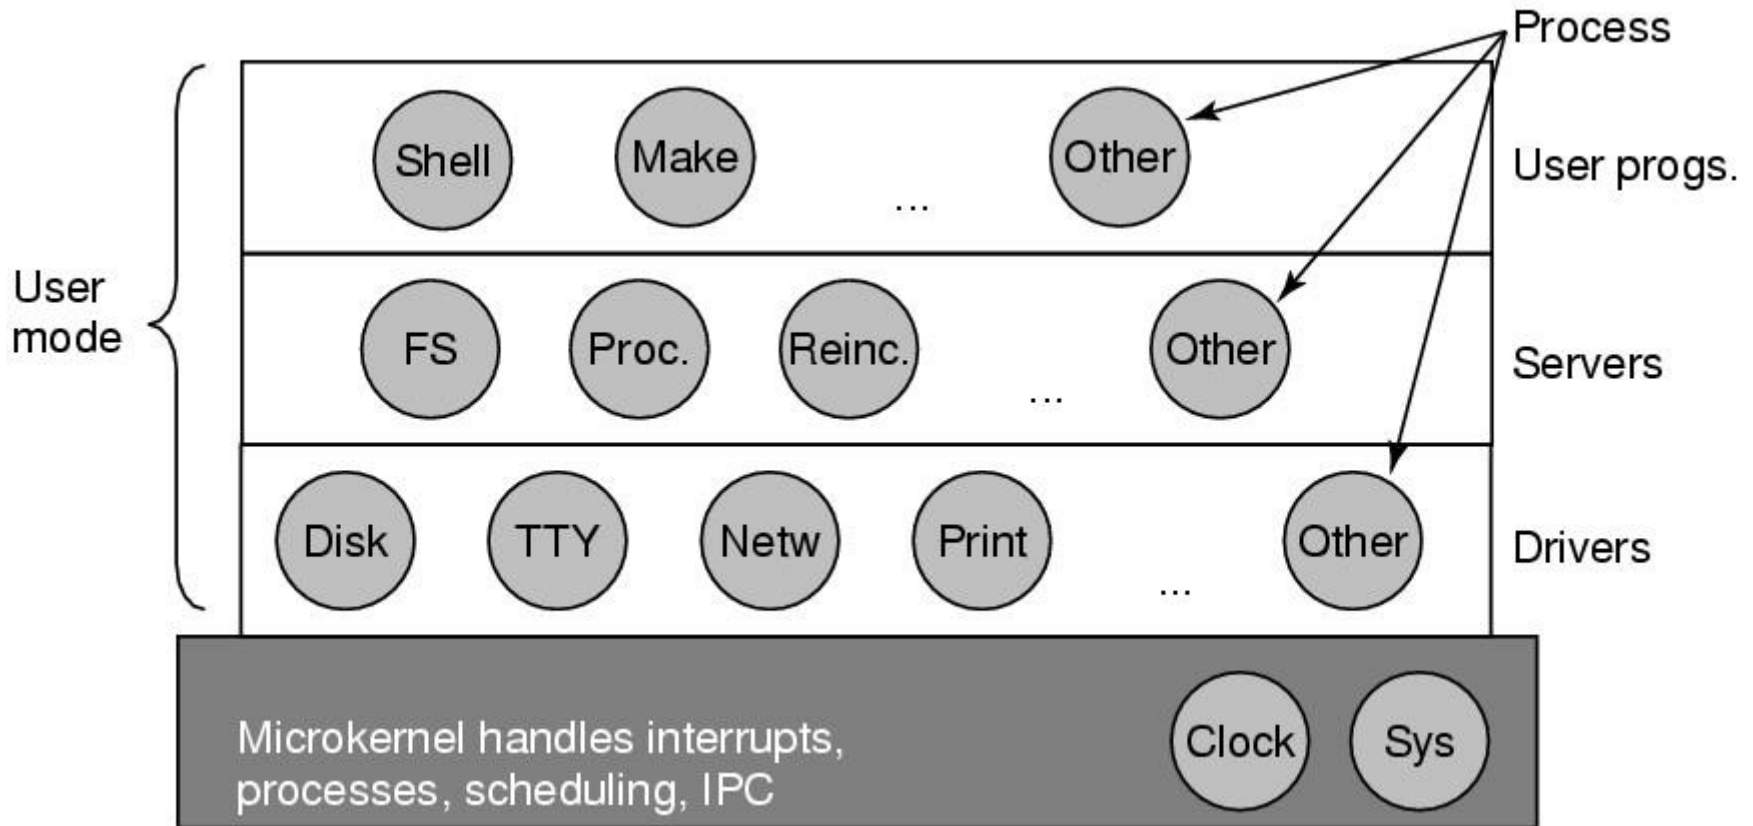 Process
Shell
Make
...
Other
User progs.
User
mode
FS
Proc.
Reinc.
...
Other
Servers
Disk
TTY
Netw
Print
...
Other
Drivers
Microkernel handles interrupts,
processes, scheduling, IPC
Clock
Sys